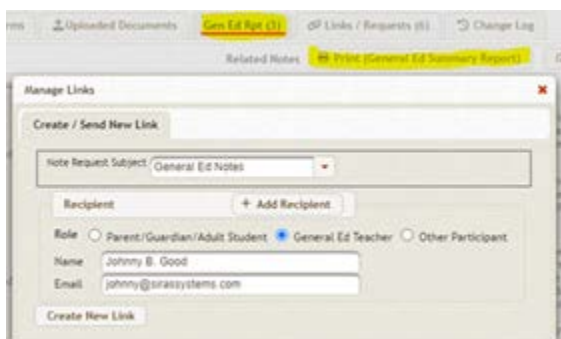 Uploaded Documents Gen Ed Rpt (3) Links / Requests (6) Change Log
Related Notes Print (General Ed Summary Report)
Manage Links
Create / Send New Link
Note Request Subject General Ed Notes
Recipient + Add Recipient
Role Parent/Guardian/Adult Student General Ed Teacher Other Participant
Name Johnny B. Good
Email johnny@sirassystems.com
Create New Link